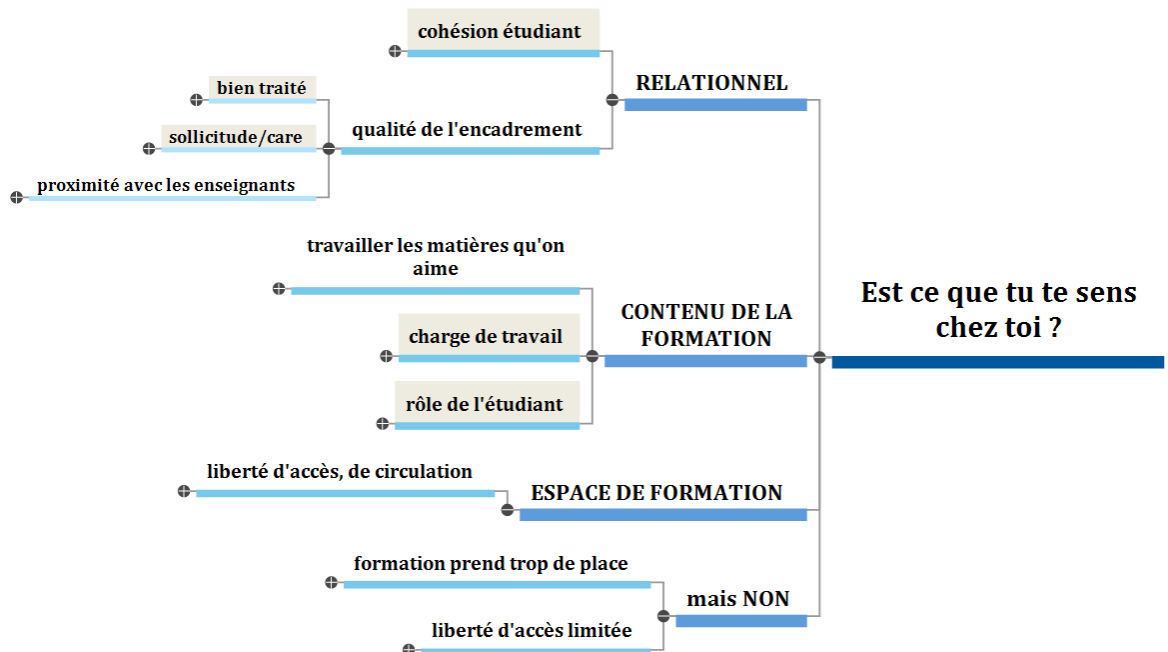 cohésion étudiant
RELATIONNEL
bien traité
qualité de l'encadrement
sollicitude/care
proximité avec les enseignants
travailler les matières qu'on
aime
Est ce que tu te sens
chez toi ?
CONTENU DE LA
FORMATION
charge de travail
rôle de l'étudiant
liberté d'accès, de circulation
ESPACE DE FORMATION
formation prend trop de place
mais NON
liberté d'accès limitée